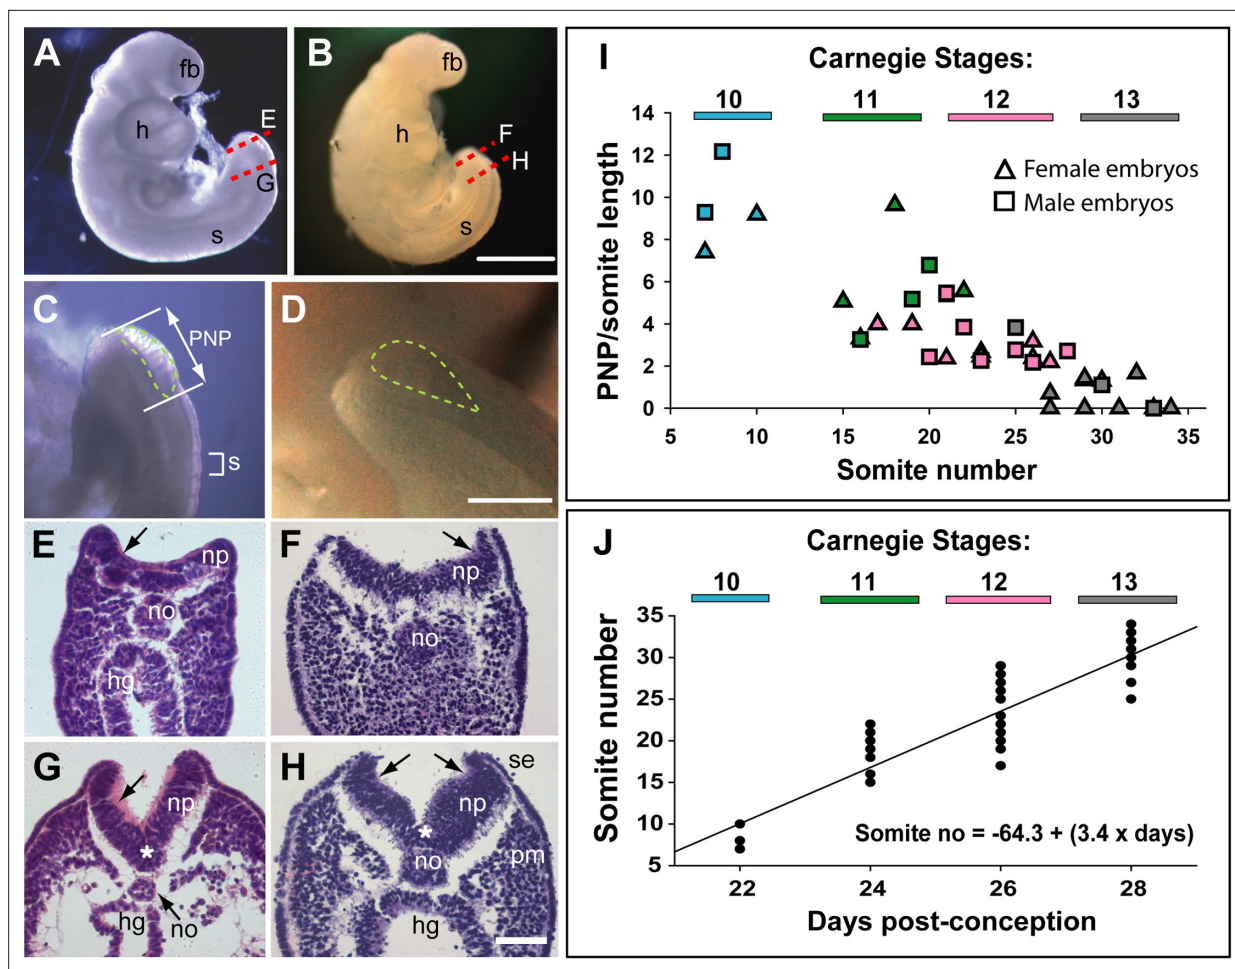 A
fb
h
E
G
s
B
fb
h
F
H
s
C
PNP
s
D
E
np
no
hg
F
np
no
G
np
*
hg
no
H
se
np
*
no
pm
hg
I
Carnegie Stages:
10 11 12 13
14
12
10
8
6
4
2
0
PNP/somite length
Female embryos
Male embryos
5 10 15 20 25 30 35
Somite number
J
Carnegie Stages:
10 11 12 13
35
30
25
20
15
10
5
Somite number
Somite no = -64.3 + (3.4 x days)
22 24 26 28
Days post-conception